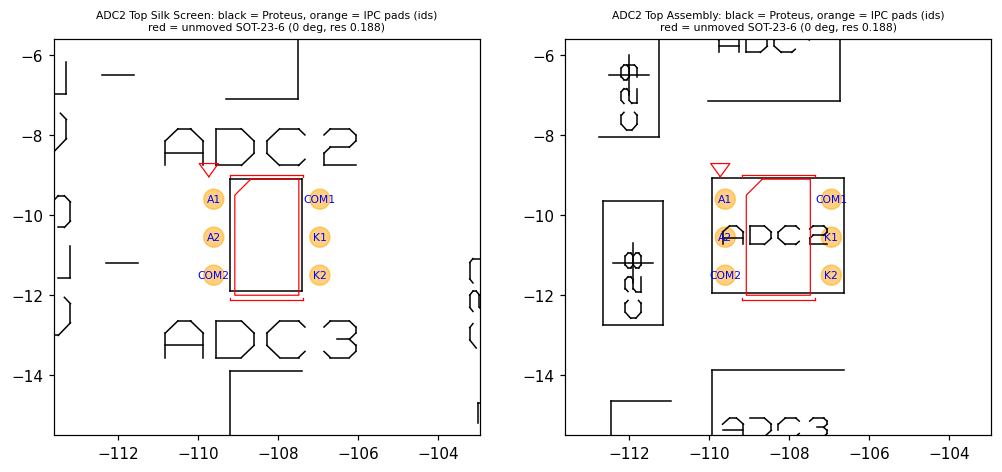 ADC2 Top Silk Screen: black = Proteus, orange = IPC pads (ids)
red = unmoved SOT-23-6 (0 deg, res 0.188)
−6
−8
ADC2
A1 COM1
−10
A2 K1
COM2 K2
−12
ADC3
−14
−112 −110 −108 −106 −104
ADC2 Top Assembly: black = Proteus, orange = IPC pads (ids)
red = unmoved SOT-23-6 (0 deg, res 0.188)
−6
−8
A1 COM1
−10
A2 K1
COM2 K2
−12
−14
ADC3
−112 −110 −108 −106 −104